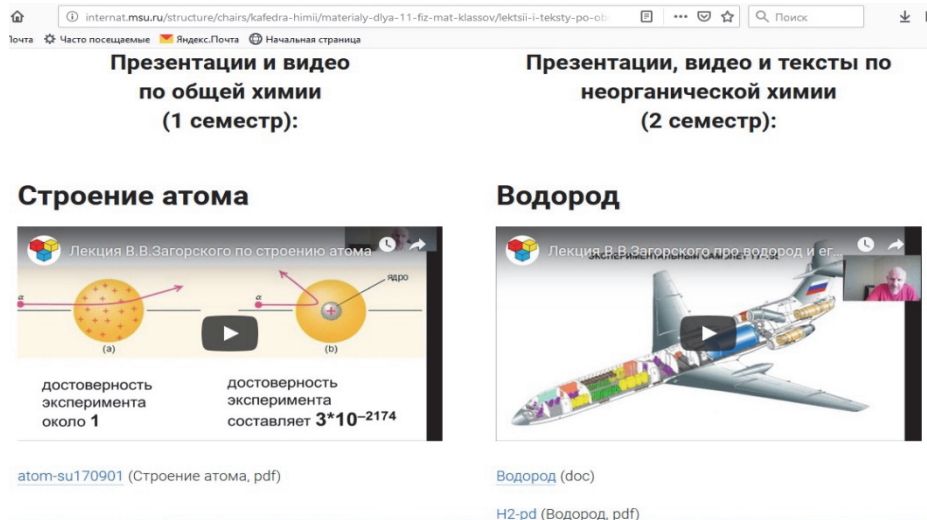 internat.msu.ru/structure/chairs/kafedra-himii/materialy-dlya-11-fiz-mat-klassov/lektsii-i-teksty-po-ob
Поиск
Часто посещаемые
Яндекс.Почта
Начальная страница
Презентации и видео
по общей химии
(1 семестр):
Презентации, видео и тексты по
неорганической химии
(2 семестр):
Строение атома
Лекция В.В.Загорского по строению атома
ядро
α
α
(a)
(b)
достоверность
эксперимента
около 1
достоверность
эксперимента
составляет 3*10⁻²¹⁷⁴
atom-su170901 (Строение атома, pdf)
Водород
Лекция В.В.Загорского про водород и ег...
Водород (doc)
H2-pd (Водород, pdf)